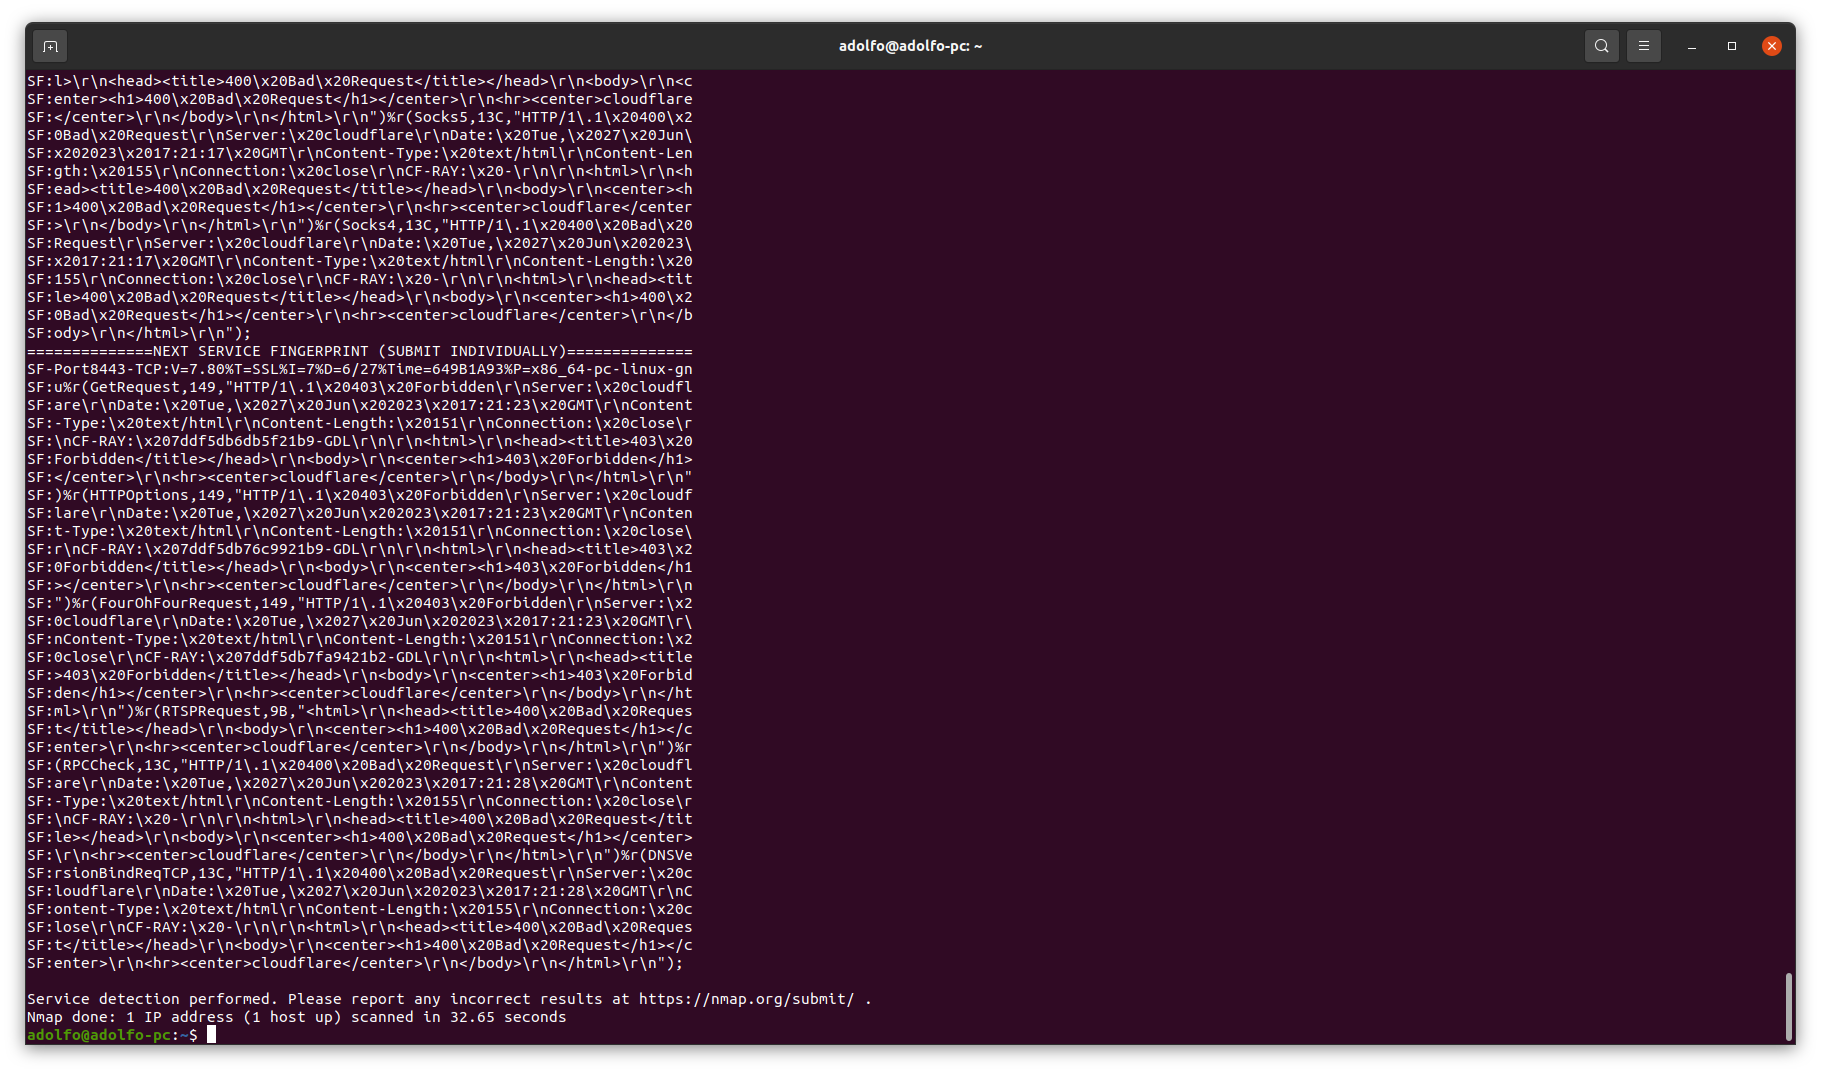 adolfo@adolfo-pc: ~
SF:l>\r\n<head><title>400\x20Bad\x20Request</title></head>\r\n<body>\r\n<c
SF:enter><h1>400\x20Bad\x20Request</h1></center>\r\n<hr><center>cloudflare
SF:</center>\r\n</body>\r\n</html>\r\n")%r(Socks5,13C,"HTTP/1\.1\x20400\x2
SF:0Bad\x20Request\r\nServer:\x20cloudflare\r\nDate:\x20Tue,\x2027\x20Jun\
SF:x202023\x2017:21:17\x20GMT\r\nContent-Type:\x20text/html\r\nContent-Len
SF:gth:\x20155\r\nConnection:\x20close\r\nCF-RAY:\x20-\r\n\r\n<html>\r\n<h
SF:ead><title>400\x20Bad\x20Request</title></head>\r\n<body>\r\n<center><h
SF:1>400\x20Bad\x20Request</h1></center>\r\n<hr><center>cloudflare</center
SF:>\r\n</body>\r\n</html>\r\n")%r(Socks4,13C,"HTTP/1\.1\x20400\x20Bad\x20
SF:Request\r\nServer:\x20cloudflare\r\nDate:\x20Tue,\x2027\x20Jun\x202023\
SF:x2017:21:17\x20GMT\r\nContent-Type:\x20text/html\r\nContent-Length:\x20
SF:155\r\nConnection:\x20close\r\nCF-RAY:\x20-\r\n\r\n<html>\r\n<head><tit
SF:le>400\x20Bad\x20Request</title></head>\r\n<body>\r\n<center><h1>400\x2
SF:0Bad\x20Request</h1></center>\r\n<hr><center>cloudflare</center>\r\n</b
SF:ody>\r\n</html>\r\n");
==============NEXT SERVICE FINGERPRINT (SUBMIT INDIVIDUALLY)==============
SF-Port8443-TCP:V=7.80%T=SSL%I=7%D=6/27%Time=649B1A93%P=x86_64-pc-linux-gn
SF:u%r(GetRequest,149,"HTTP/1\.1\x20403\x20Forbidden\r\nServer:\x20cloudfl
SF:are\r\nDate:\x20Tue,\x2027\x20Jun\x202023\x2017:21:23\x20GMT\r\nContent
SF:-Type:\x20text/html\r\nContent-Length:\x20151\r\nConnection:\x20close\r
SF:\nCF-RAY:\x207ddf5db6db5f21b9-GDL\r\n\r\n<html>\r\n<head><title>403\x20
SF:Forbidden</title></head>\r\n<body>\r\n<center><h1>403\x20Forbidden</h1>
SF:</center>\r\n<hr><center>cloudflare</center>\r\n</body>\r\n</html>\r\n"
SF:)%r(HTTPOptions,149,"HTTP/1\.1\x20403\x20Forbidden\r\nServer:\x20cloudf
SF:lare\r\nDate:\x20Tue,\x2027\x20Jun\x202023\x2017:21:23\x20GMT\r\nConten
SF:t-Type:\x20text/html\r\nContent-Length:\x20151\r\nConnection:\x20close\
SF:r\nCF-RAY:\x207ddf5db76c9921b9-GDL\r\n\r\n<html>\r\n<head><title>403\x2
SF:0Forbidden</title></head>\r\n<body>\r\n<center><h1>403\x20Forbidden</h1
SF:></center>\r\n<hr><center>cloudflare</center>\r\n</body>\r\n</html>\r\n
SF:")%r(FourOhFourRequest,149,"HTTP/1\.1\x20403\x20Forbidden\r\nServer:\x2
SF:0cloudflare\r\nDate:\x20Tue,\x2027\x20Jun\x202023\x2017:21:23\x20GMT\r\
SF:nContent-Type:\x20text/html\r\nContent-Length:\x20151\r\nConnection:\x2
SF:0close\r\nCF-RAY:\x207ddf5db7fa9421b2-GDL\r\n\r\n<html>\r\n<head><title
SF:>403\x20Forbidden</title></head>\r\n<body>\r\n<center><h1>403\x20Forbid
SF:den</h1></center>\r\n<hr><center>cloudflare</center>\r\n</body>\r\n</ht
SF:ml>\r\n")%r(RTSPRequest,9B,"<html>\r\n<head><title>400\x20Bad\x20Reques
SF:t</title></head>\r\n<body>\r\n<center><h1>400\x20Bad\x20Request</h1></c
SF:enter>\r\n<hr><center>cloudflare</center>\r\n</body>\r\n</html>\r\n")%r
SF:(RPCCheck,13C,"HTTP/1\.1\x20400\x20Bad\x20Request\r\nServer:\x20cloudfl
SF:are\r\nDate:\x20Tue,\x2027\x20Jun\x202023\x2017:21:28\x20GMT\r\nContent
SF:-Type:\x20text/html\r\nContent-Length:\x20155\r\nConnection:\x20close\r
SF:\nCF-RAY:\x20-\r\n\r\n<html>\r\n<head><title>400\x20Bad\x20Request</tit
SF:le></head>\r\n<body>\r\n<center><h1>400\x20Bad\x20Request</h1></center>
SF:\r\n<hr><center>cloudflare</center>\r\n</body>\r\n</html>\r\n")%r(DNSVe
SF:rsionBindReqTCP,13C,"HTTP/1\.1\x20400\x20Bad\x20Request\r\nServer:\x20c
SF:loudflare\r\nDate:\x20Tue,\x2027\x20Jun\x202023\x2017:21:28\x20GMT\r\nC
SF:ontent-Type:\x20text/html\r\nContent-Length:\x20155\r\nConnection:\x20c
SF:lose\r\nCF-RAY:\x20-\r\n\r\n<html>\r\n<head><title>400\x20Bad\x20Reques
SF:t</title></head>\r\n<body>\r\n<center><h1>400\x20Bad\x20Request</h1></c
SF:enter>\r\n<hr><center>cloudflare</center>\r\n</body>\r\n</html>\r\n");
Service detection performed. Please report any incorrect results at https://nmap.org/submit/ .
Nmap done: 1 IP address (1 host up) scanned in 32.65 seconds
adolfo@adolfo-pc:~$